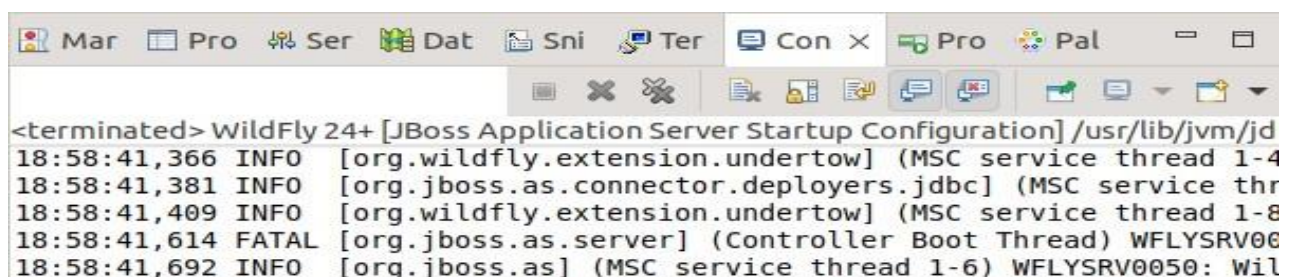 Mar Pro Ser Dat Sni Ter Con Pro Pal
<terminated> WildFly 24+ [JBoss Application Server Startup Configuration] /usr/lib/jvm/jd
18:58:41,366 INFO [org.wildfly.extension.undertow] (MSC service thread 1-4
18:58:41,381 INFO [org.jboss.as.connector.deployers.jdbc] (MSC service thr
18:58:41,409 INFO [org.wildfly.extension.undertow] (MSC service thread 1-8
18:58:41,614 FATAL [org.jboss.as.server] (Controller Boot Thread) WFLYSRV00
18:58:41,692 INFO [org.jboss.as] (MSC service thread 1-6) WFLYSRV0050: Wil